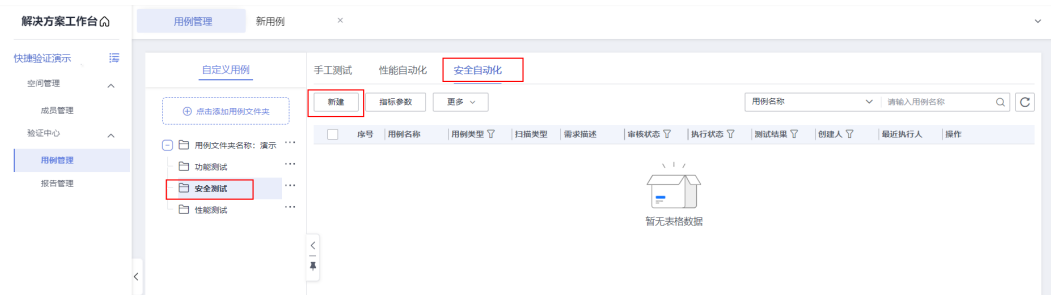 解决方案工作台
用例管理
新用例
快捷验证演示
空间管理
成员管理
验证中心
用例管理
报告管理
自定义用例
点击添加用例文件夹
用例文件夹名称：演示
功能测试
安全测试
性能测试
手工测试 性能自动化 安全自动化
新建 指标参数 更多
用例名称 请输入用例名称
序号 用例名称 用例类型 扫描类型 需求描述 审核状态 执行状态 测试结果 创建人 最近执行人 操作
暂无表格数据